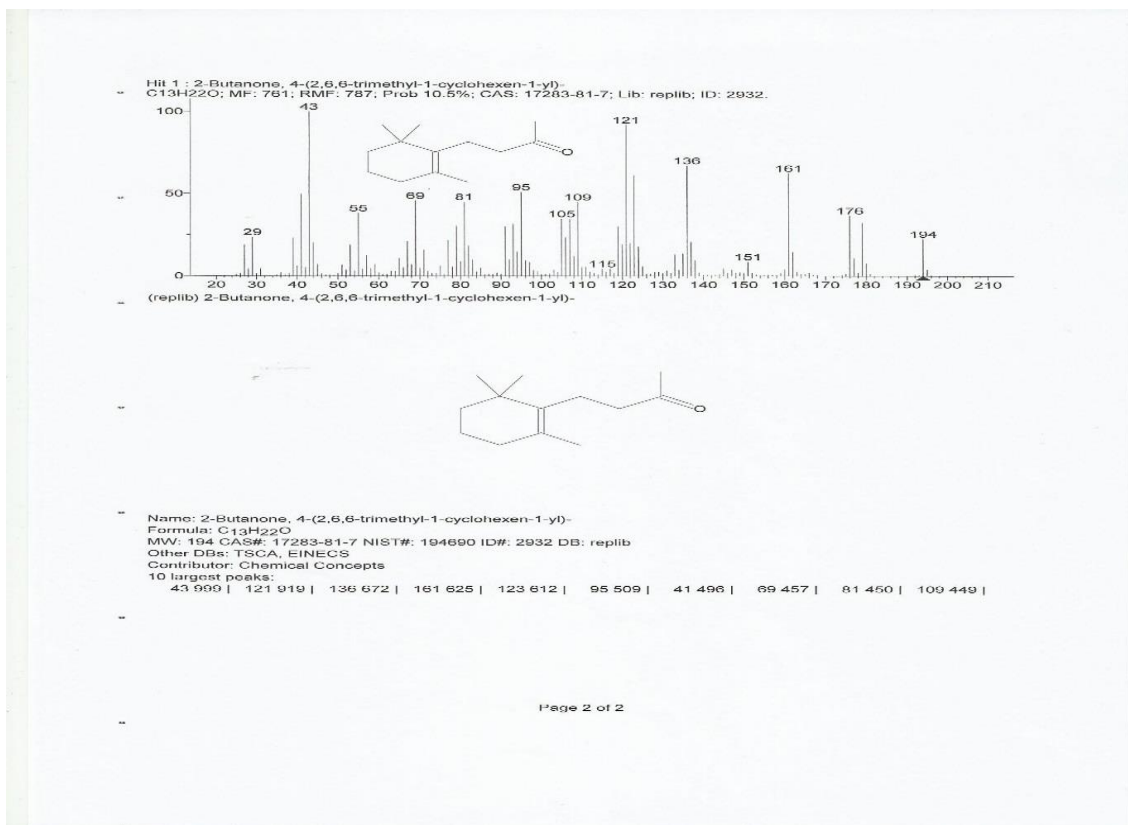 Hit 1 : 2-Butanone, 4-(2,6,6-trimethyl-1-cyclohexen-1-yl)-
C13H22O; MF: 761; RMF: 787; Prob 10.5%; CAS: 17283-81-7; Lib: replib; ID: 2932.
100
50
0
43
29
55
69
81
95
105
109
115
121
136
151
161
176
194
O
20 30 40 50 60 70 80 90 100 110 120 130 140 150 160 170 180 190 200 210
(replib) 2-Butanone, 4-(2,6,6-trimethyl-1-cyclohexen-1-yl)-
O
Name: 2-Butanone, 4-(2,6,6-trimethyl-1-cyclohexen-1-yl)-
Formula: C13H22O
MW: 194 CAS#: 17283-81-7 NIST#: 194690 ID#: 2932 DB: replib
Other DBs: TSCA, EINECS
Contributor: Chemical Concepts
10 largest peaks:
43 999 | 121 919 | 136 672 | 161 625 | 123 612 | 95 509 | 41 496 | 69 457 | 81 450 | 109 449 |
Page 2 of 2